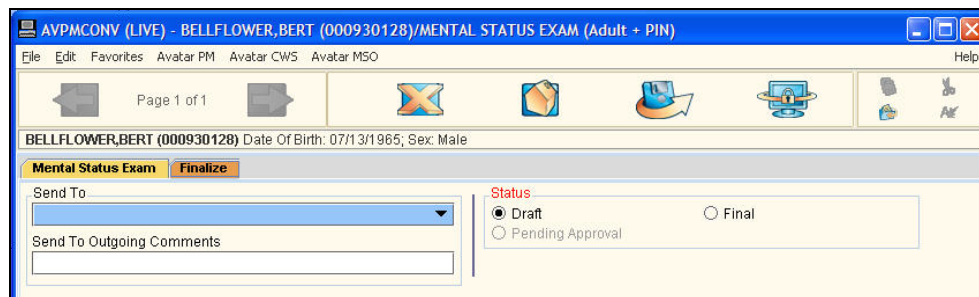 AVPMCONV (LIVE) - BELLFLOWER,BERT (000930128)/MENTAL STATUS EXAM (Adult + PIN)
File Edit Favorites Avatar PM Avatar CWS Avatar MSO Help
Page 1 of 1
BELLFLOWER,BERT (000930128) Date Of Birth: 07/13/1965; Sex: Male
Mental Status Exam Finalize
Send To
Status
Draft Final
Pending Approval
Send To Outgoing Comments